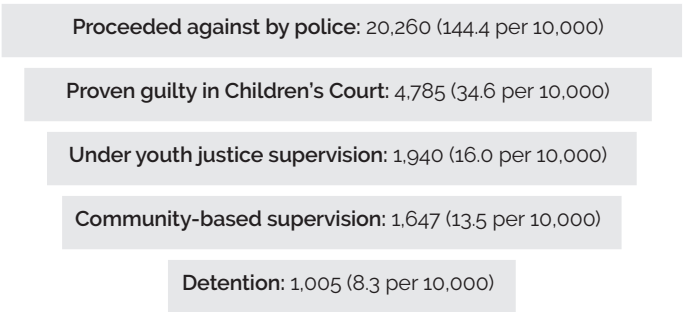 Proceeded against by police: 20,260 (144.4 per 10,000)
Proven guilty in Children’s Court: 4,785 (34.6 per 10,000)
Under youth justice supervision: 1,940 (16.0 per 10,000)
Community-based supervision: 1,647 (13.5 per 10,000)
Detention: 1,005 (8.3 per 10,000)